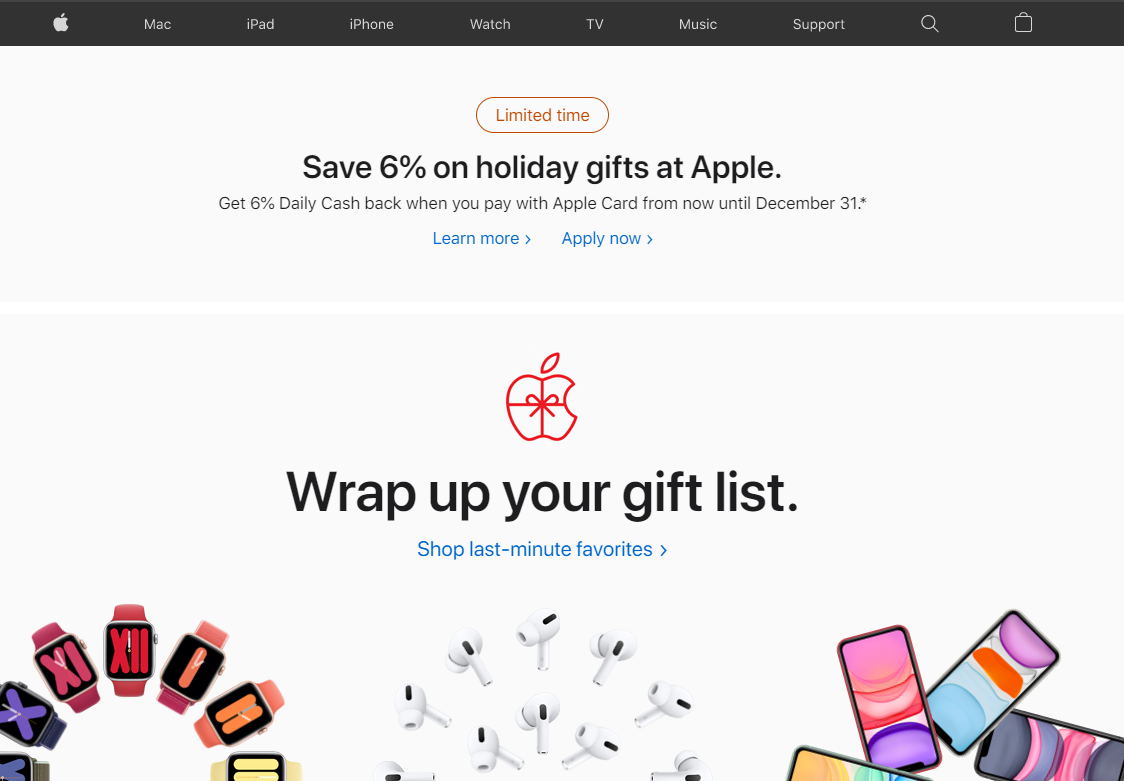 Mac iPad iPhone Watch TV Music Support
Limited time
Save 6% on holiday gifts at Apple.
Get 6% Daily Cash back when you pay with Apple Card from now until December 31.*
Learn more > Apply now >
Wrap up your gift list.
Shop last-minute favorites >
XII